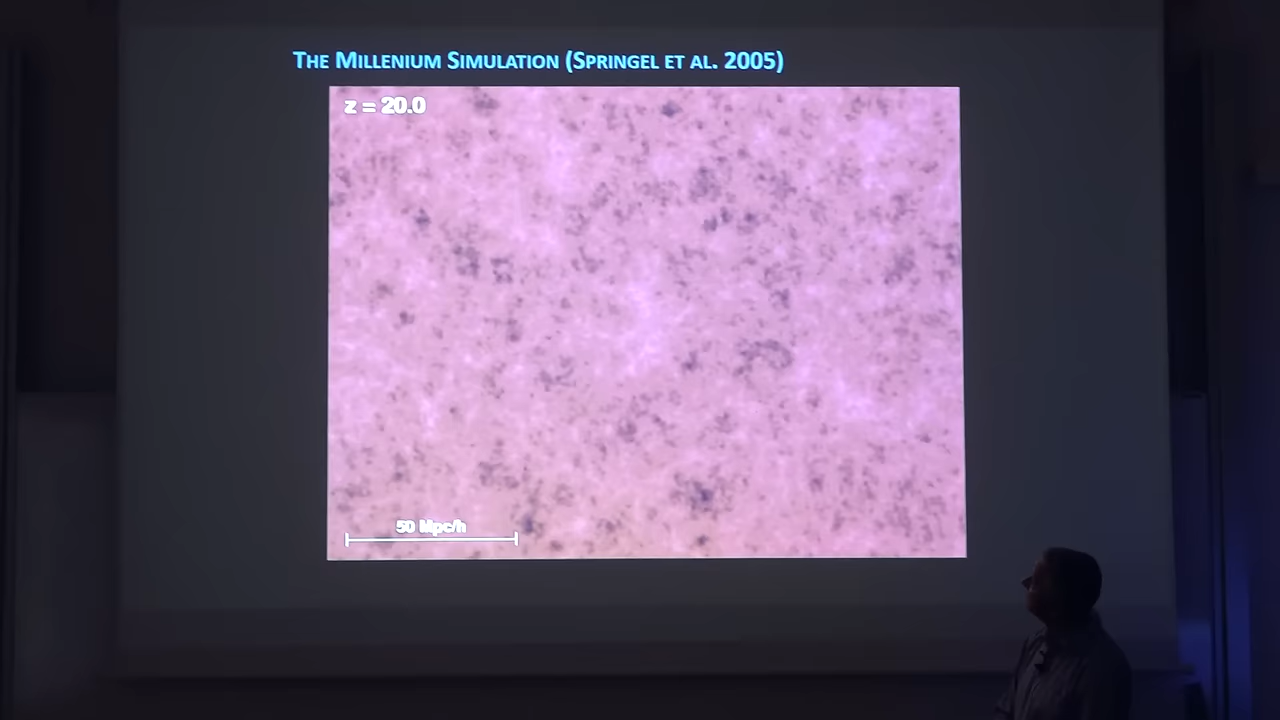 THE MILLENIUM SIMULATION (SPRINGEL ET AL. 2005)
z = 20.0
50 Mpc/h